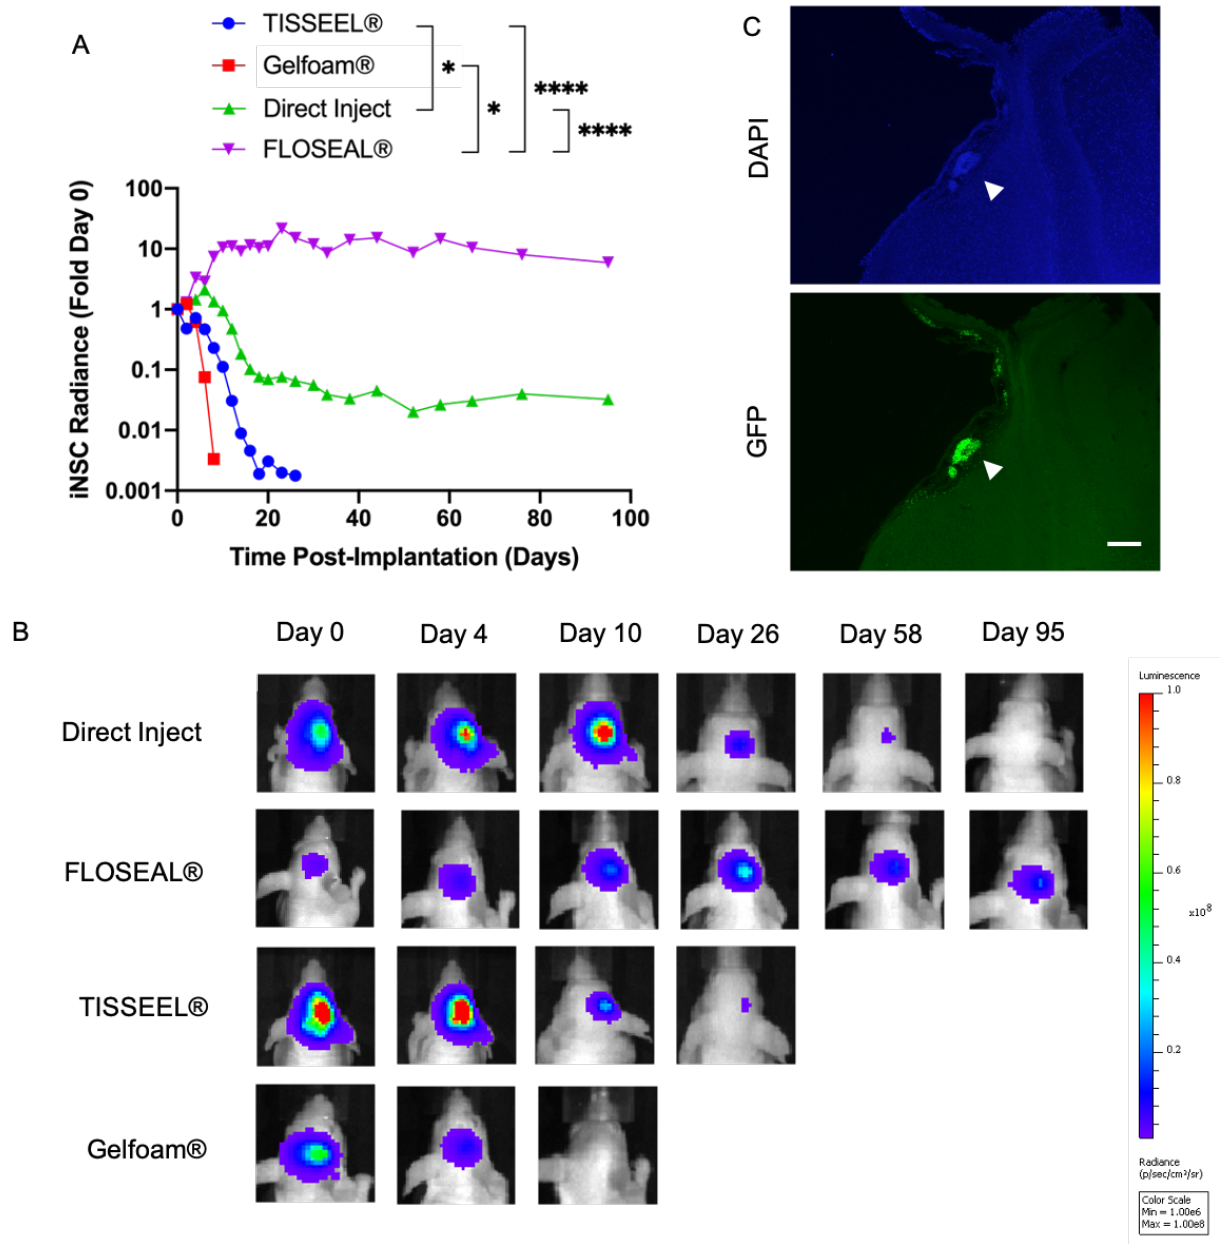 A
TISSEEL®
Gelfoam®
Direct Inject
FLOSEAL®
*
*
****
****
iNSC Radiance (Fold Day 0)
100
10
1
0.1
0.01
0.001
0 20 40 60 80 100
Time Post-Implantation (Days)
C
DAPI
GFP
B
Day 0 Day 4 Day 10 Day 26 Day 58 Day 95
Direct Inject
FLOSEAL®
TISSEEL®
Gelfoam®
Luminescence
1.0
0.8
0.6
x10⁸
0.4
0.2
Radiance
(p/sec/cm²/sr)
Color Scale
Min = 1.00e6
Max = 1.00e8